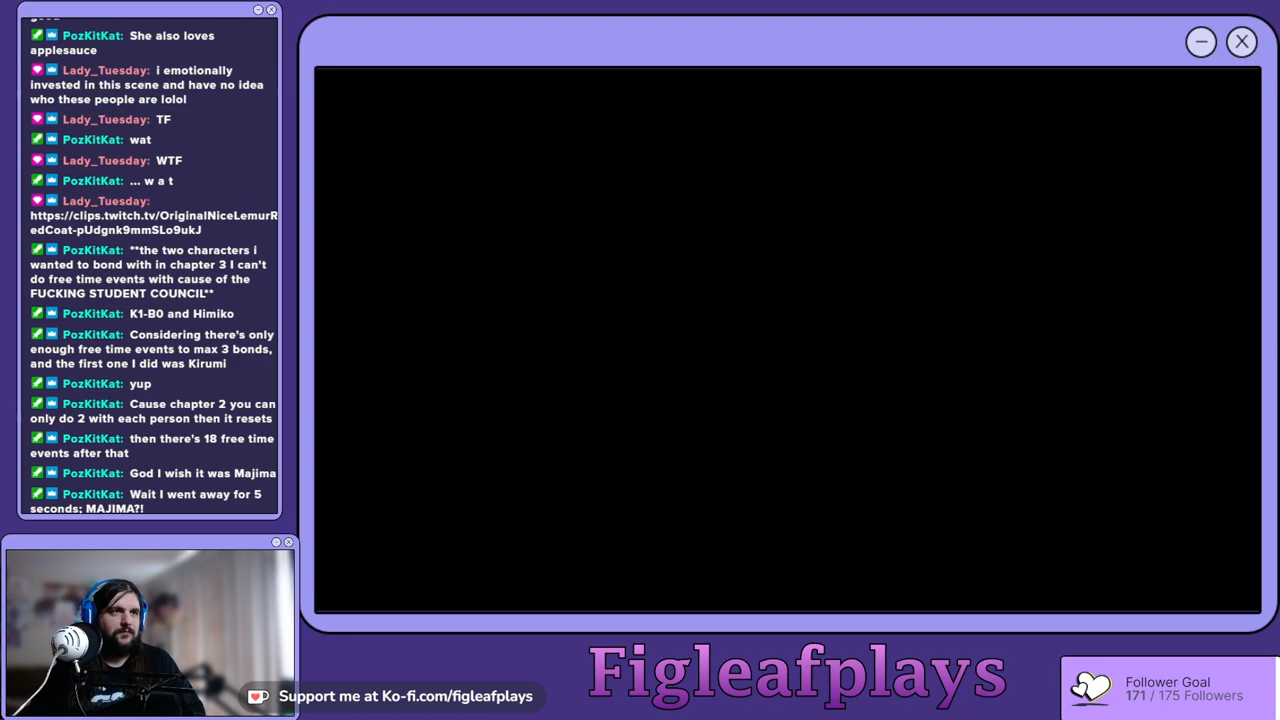 PozKitKat: She also loves
applesauce
Lady_Tuesday: i emotionally
invested in this scene and have no idea
who these people are lolol
Lady_Tuesday: TF
PozKitKat: wat
Lady_Tuesday: WTF
PozKitKat: ... w a t
Lady_Tuesday:
https://clips.twitch.tv/OriginalNiceLemurR
edCoat-pUdgnk9mmSLo9ukJ
PozKitKat: **the two characters i
wanted to bond with in chapter 3 I can't
do free time events with cause of the
FUCKING STUDENT COUNCIL**
PozKitKat: K1-B0 and Himiko
PozKitKat: Considering there's only
enough free time events to max 3 bonds,
and the first one I did was Kirumi
PozKitKat: yup
PozKitKat: Cause chapter 2 you can
only do 2 with each person then it resets
PozKitKat: then there's 18 free time
events after that
PozKitKat: God I wish it was Majima
PozKitKat: Wait I went away for 5
seconds; MAJIMA?!
Support me at Ko-fi.com/figleafplays
Figleafplays
Follower Goal
171 / 175 Followers